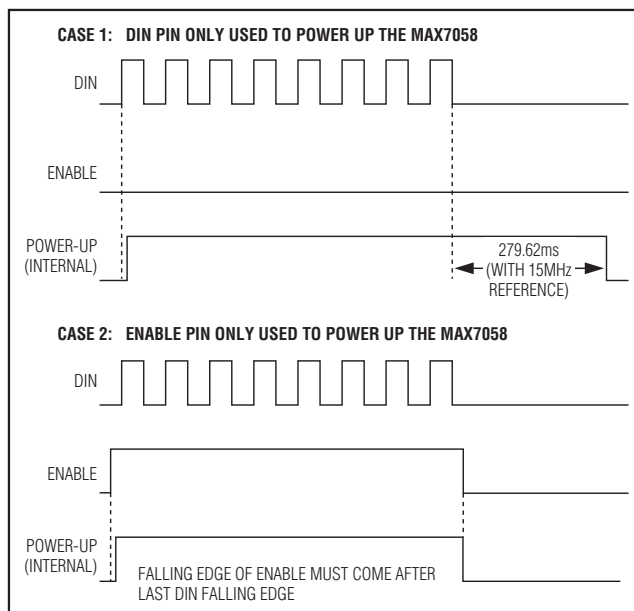 CASE 1: DIN PIN ONLY USED TO POWER UP THE MAX7058
DIN
ENABLE
POWER-UP
(INTERNAL)
279.62ms
(WITH 15MHz
REFERENCE)
CASE 2: ENABLE PIN ONLY USED TO POWER UP THE MAX7058
DIN
ENABLE
POWER-UP
(INTERNAL)
FALLING EDGE OF ENABLE MUST COME AFTER
LAST DIN FALLING EDGE